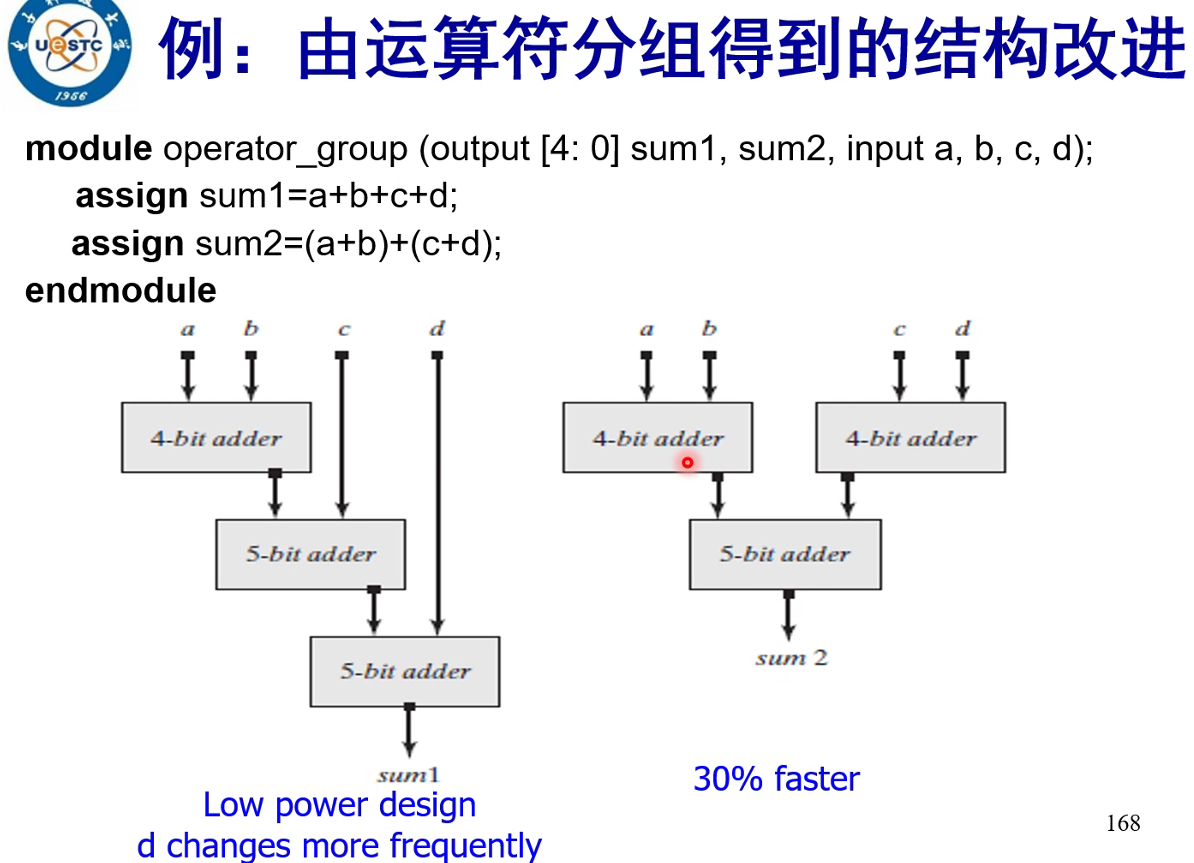 UESTC
1956
例：由运算符分组得到的结构改进
module operator_group (output [4: 0] sum1, sum2, input a, b, c, d);
assign sum1=a+b+c+d;
assign sum2=(a+b)+(c+d);
endmodule
a b c d
a b c d
4-bit adder
4-bit adder
4-bit adder
5-bit adder
5-bit adder
5-bit adder
sum 2
sum1
Low power design
d changes more frequently
30% faster
168